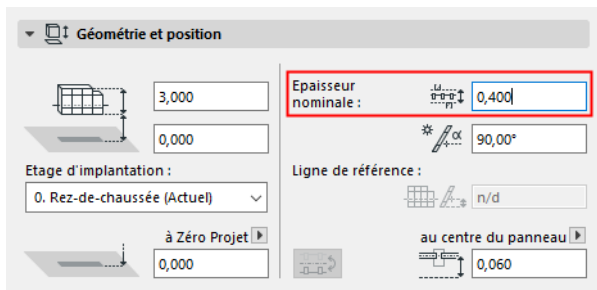 Géométrie et position
3,000
Epaisseur
nominale :
0,400
0,000
α
90,00°
Etage d'implantation :
Ligne de référence :
0. Rez-de-chaussée (Actuel)
n/d
à Zéro Projet
au centre du panneau
0,000
0,060